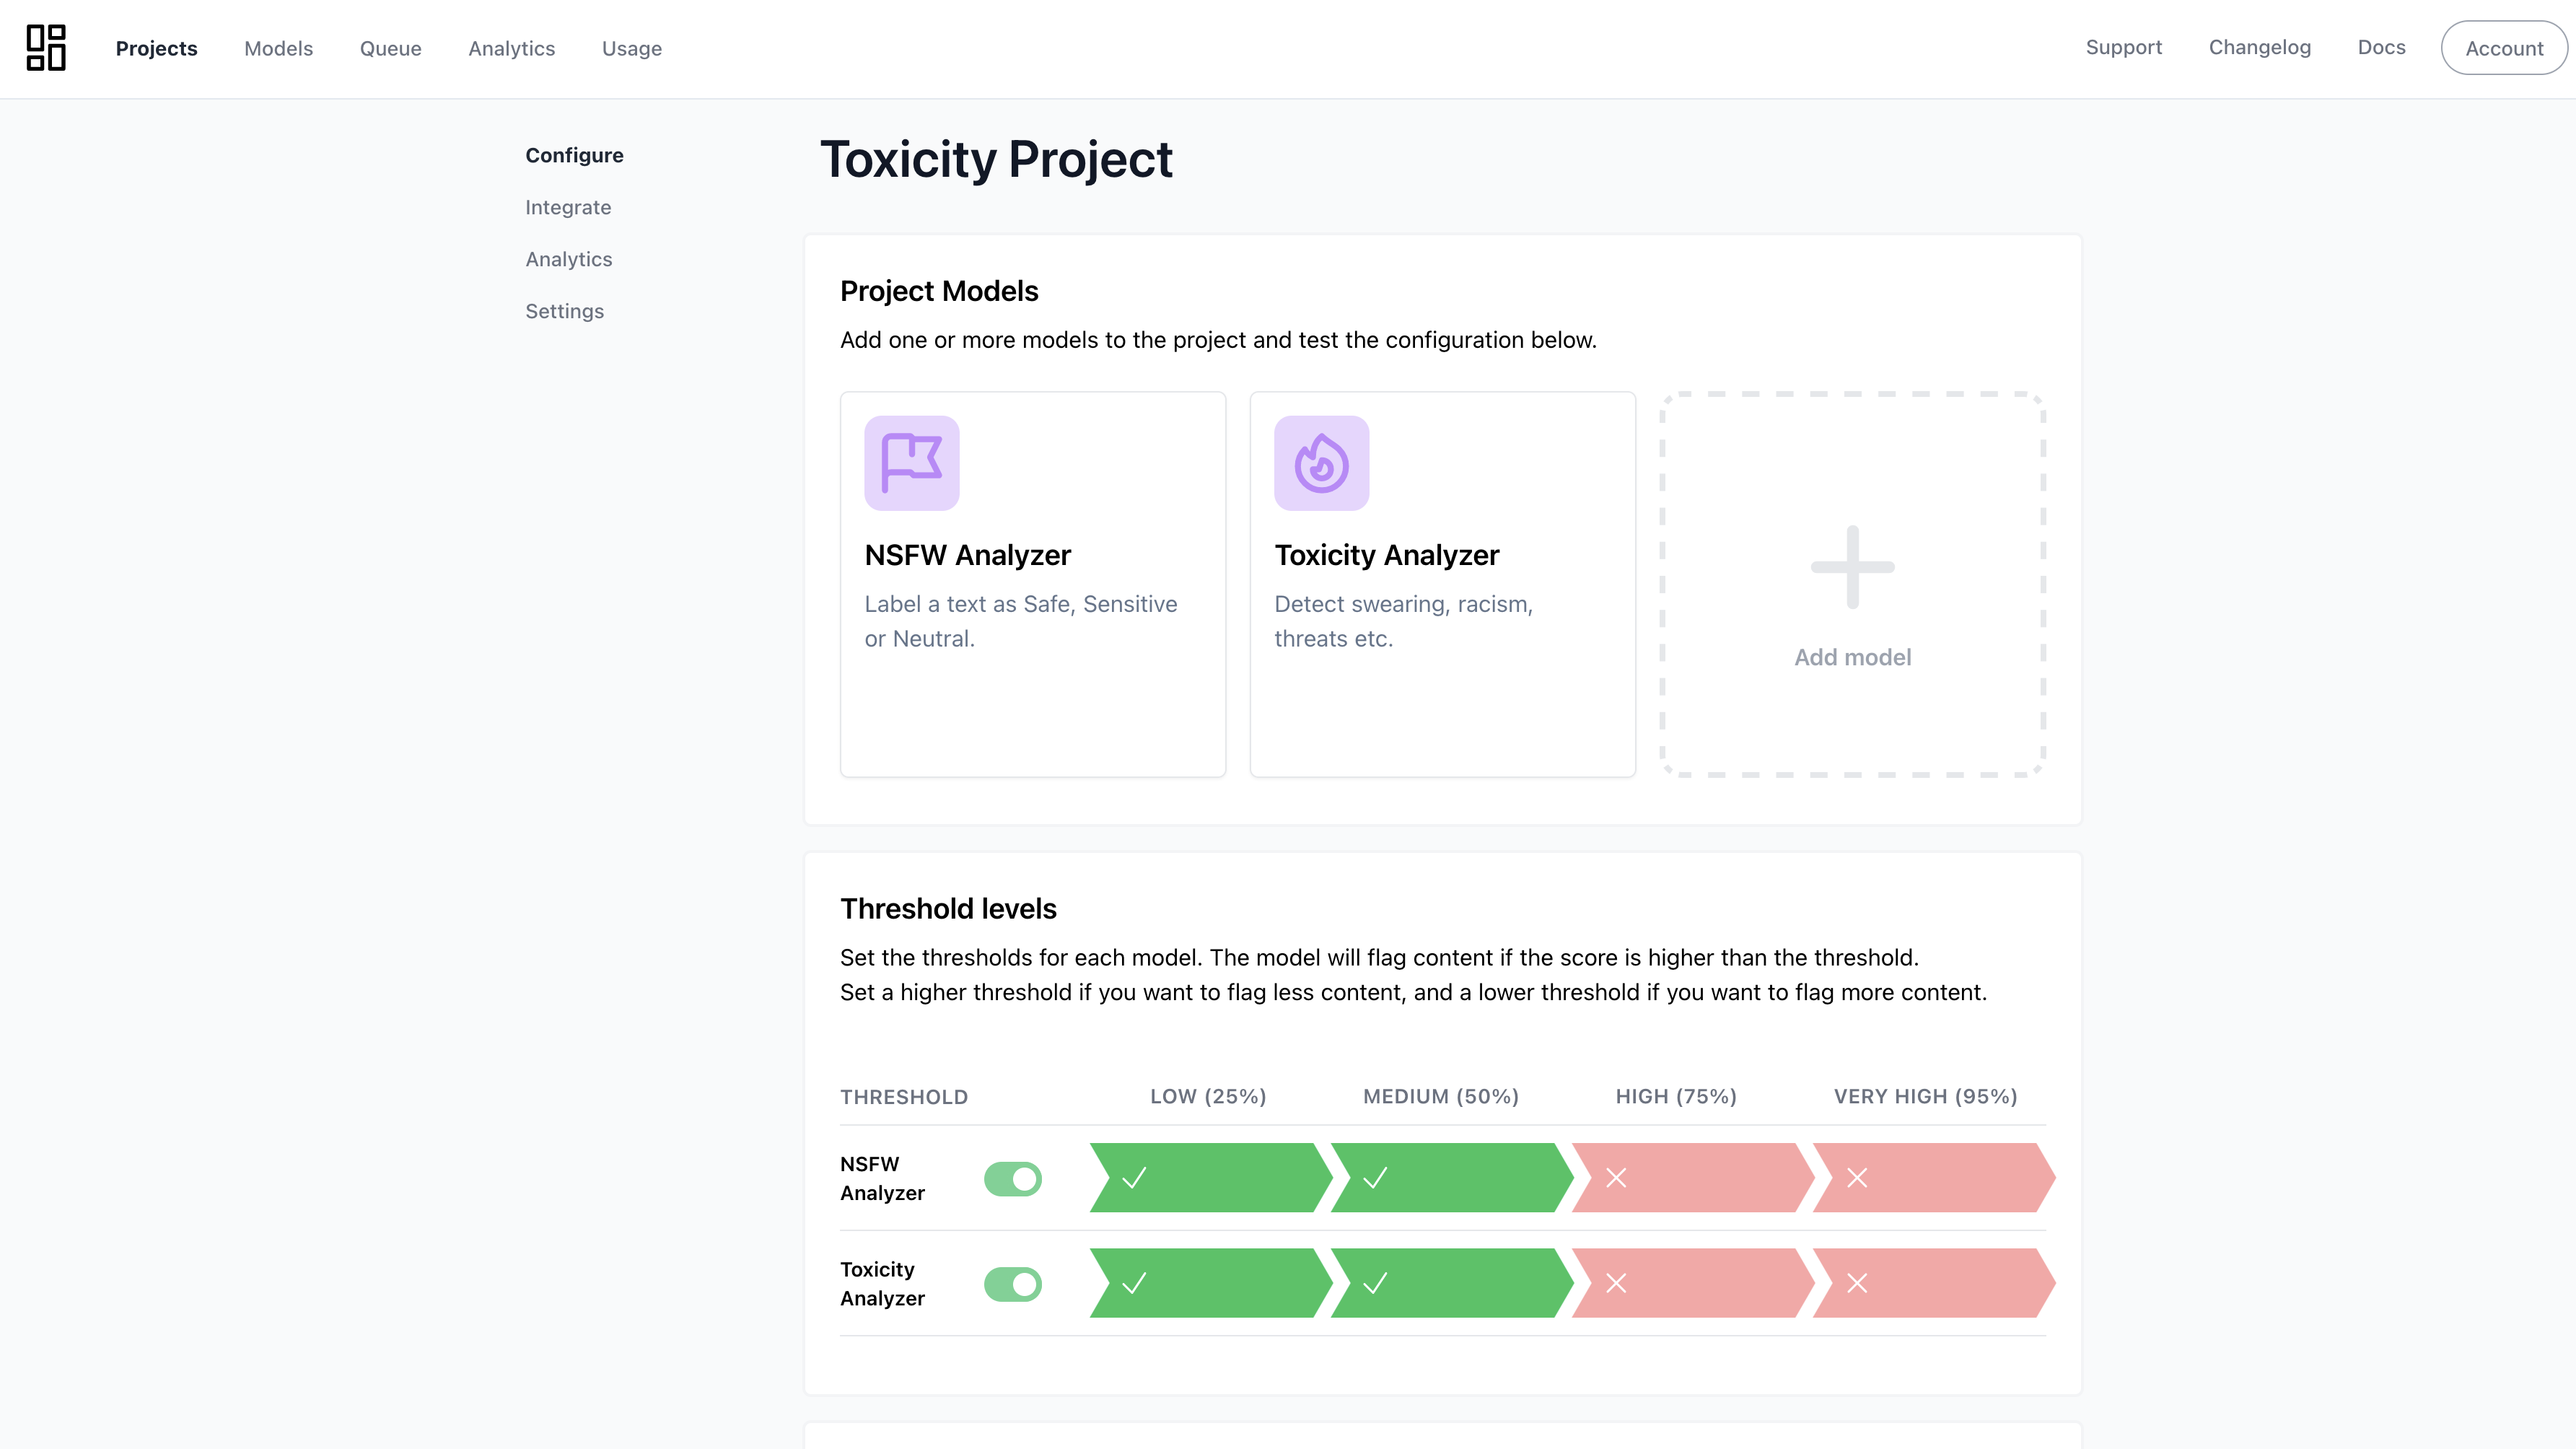 Projects Models Queue Analytics Usage Support Changelog Docs Account
Configure
Integrate
Analytics
Settings
Toxicity Project
Project Models
Add one or more models to the project and test the configuration below.
NSFW Analyzer
Label a text as Safe, Sensitive
or Neutral.
Toxicity Analyzer
Detect swearing, racism,
threats etc.
Add model
Threshold levels
Set the thresholds for each model. The model will flag content if the score is higher than the threshold.
Set a higher threshold if you want to flag less content, and a lower threshold if you want to flag more content.
THRESHOLD LOW (25%) MEDIUM (50%) HIGH (75%) VERY HIGH (95%)
NSFW
Analyzer
Toxicity
Analyzer